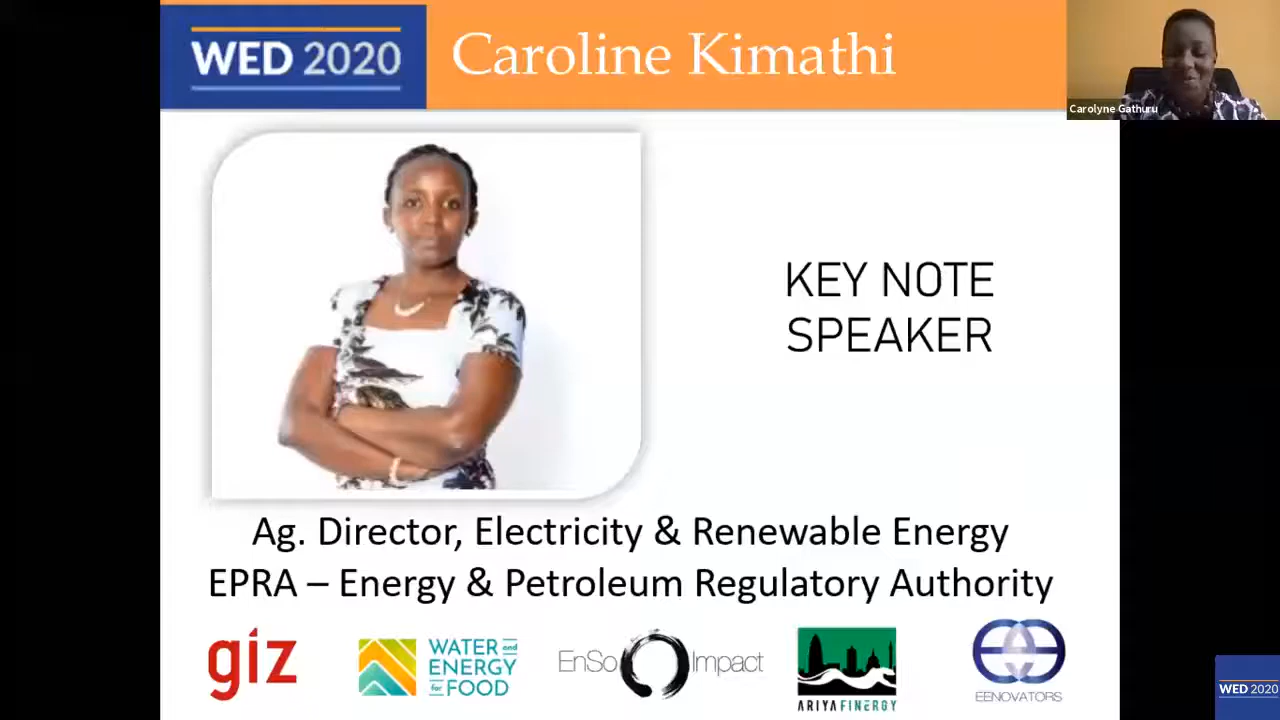 WED 2020
Caroline Kimathi
Carolyne Gathuru
KEY NOTE
SPEAKER
Ag. Director, Electricity & Renewable Energy
EPRA – Energy & Petroleum Regulatory Authority
giz
WATER and
ENERGY
for FOOD
EnSo Impact
ARIYA FINERGY
EENOVATORS
WED 2020